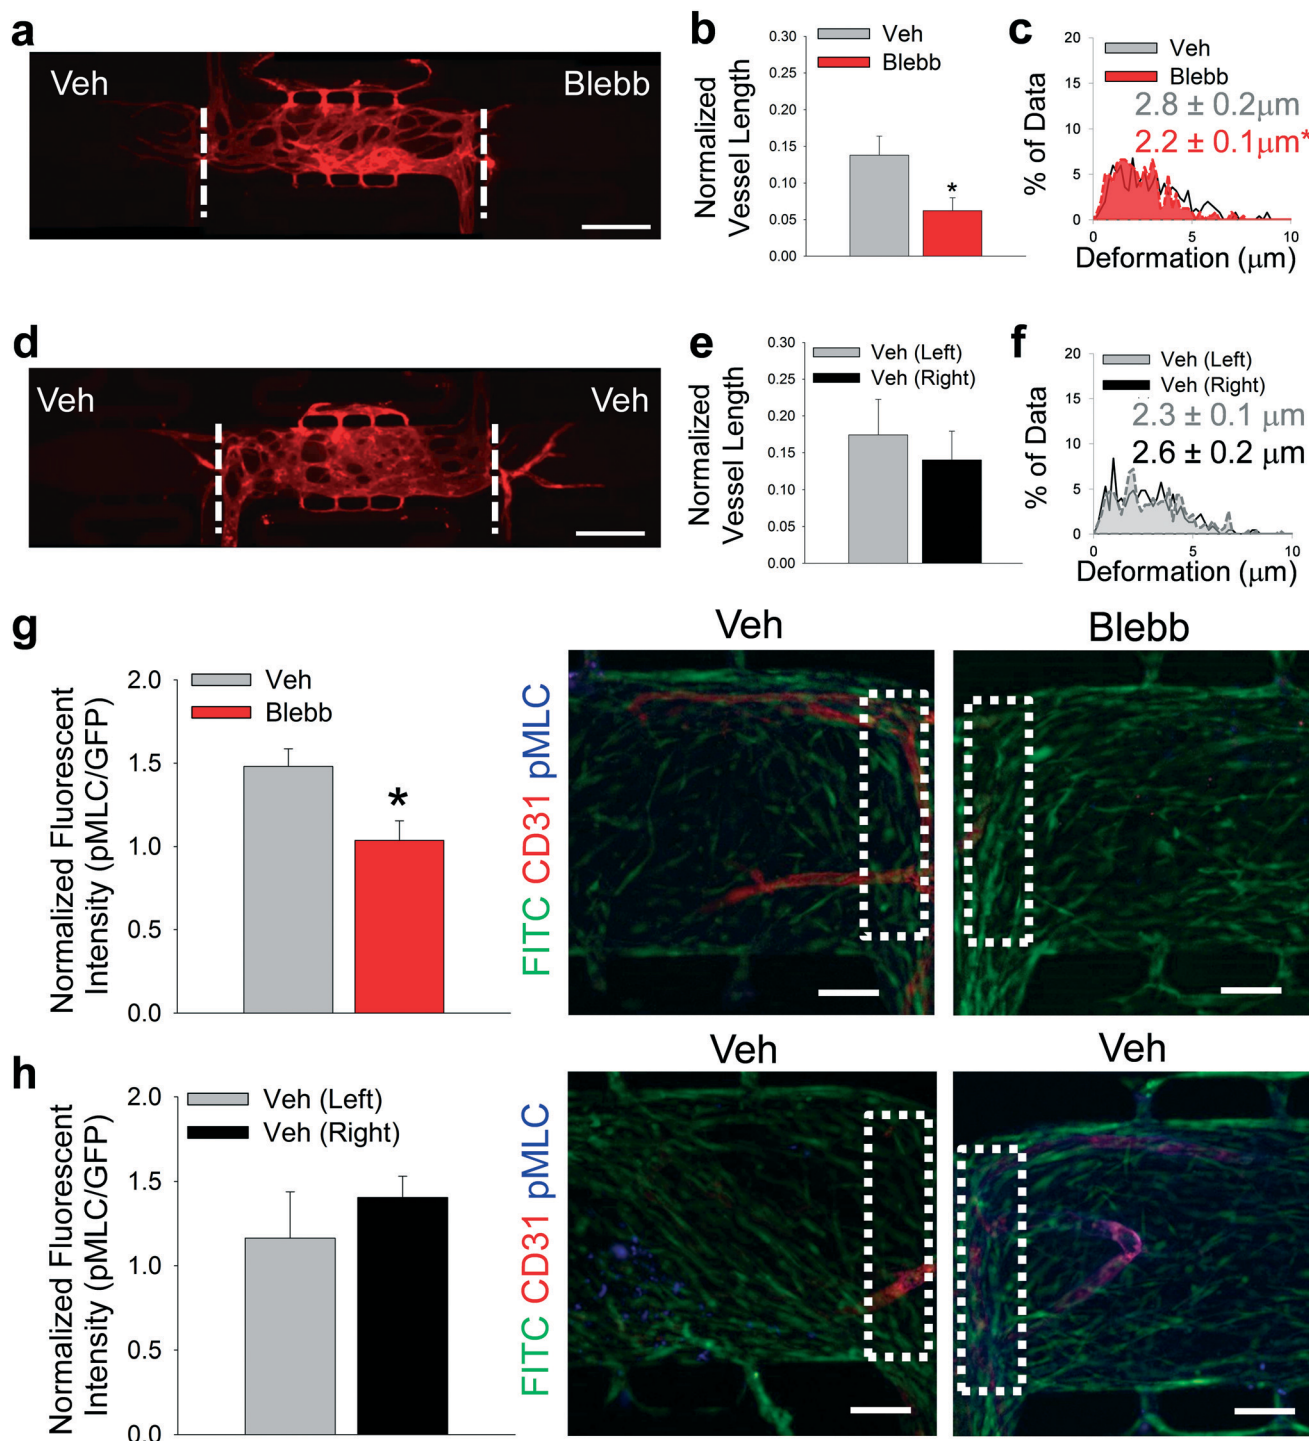 a
Veh
Blebb
b
0.30
0.25
0.20
0.15
0.10
0.05
0.00
Normalized
Vessel Length
Veh
Blebb
*
c
20
15
10
5
0
% of Data
Veh
Blebb
2.8 ± 0.2μm
2.2 ± 0.1μm*
0 5 10
Deformation (μm)
d
Veh
Veh
e
0.30
0.25
0.20
0.15
0.10
0.05
0.00
Normalized
Vessel Length
Veh (Left)
Veh (Right)
f
20
15
10
5
0
% of Data
Veh (Left)
Veh (Right)
2.3 ± 0.1 μm
2.6 ± 0.2 μm
0 5 10
Deformation (μm)
g
Normalized Fluorescent
Intensity (pMLC/GFP)
2.0
1.5
1.0
0.5
0.0
Veh
Blebb
*
FITC CD31 pMLC
Veh
Blebb
h
Normalized Fluorescent
Intensity (pMLC/GFP)
2.0
1.5
1.0
0.5
0.0
Veh (Left)
Veh (Right)
FITC CD31 pMLC
Veh
Veh